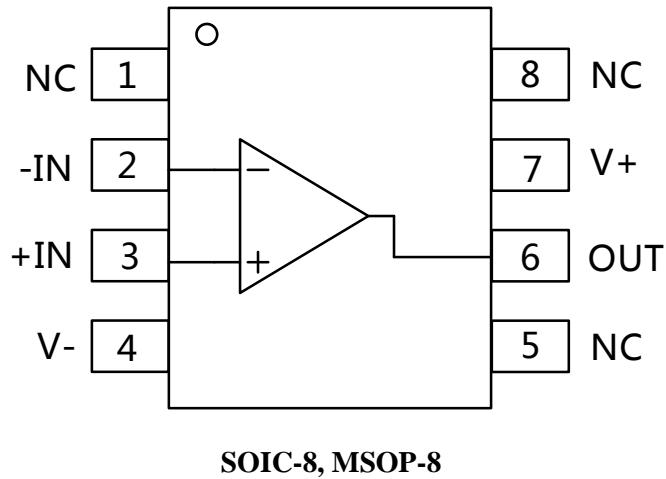 NC 1 8 NC
-IN 2 − 7 V+
+IN 3 + 6 OUT
V- 4 5 NC
SOIC-8, MSOP-8